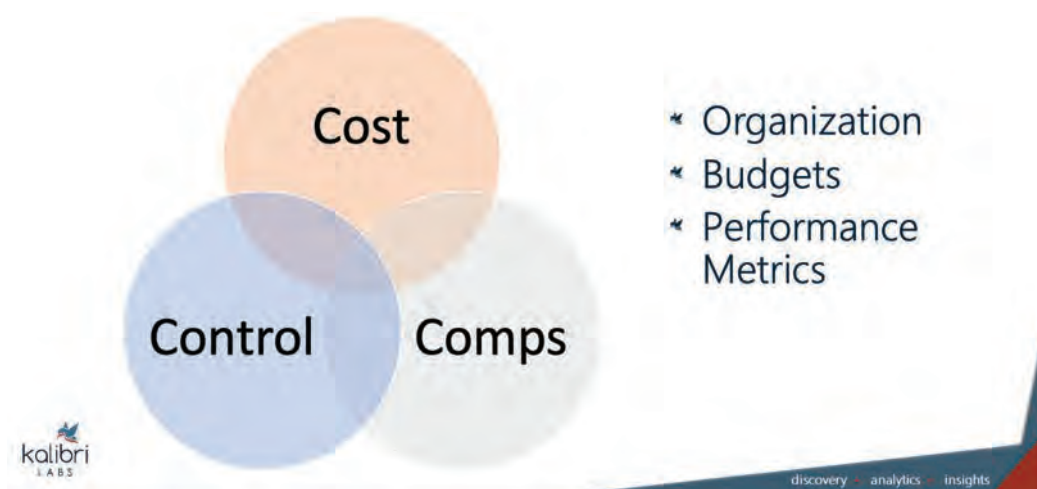 Cost
Control
Comps
Organization
Budgets
Performance
Metrics
kalibri
LABS
discovery analytics insights